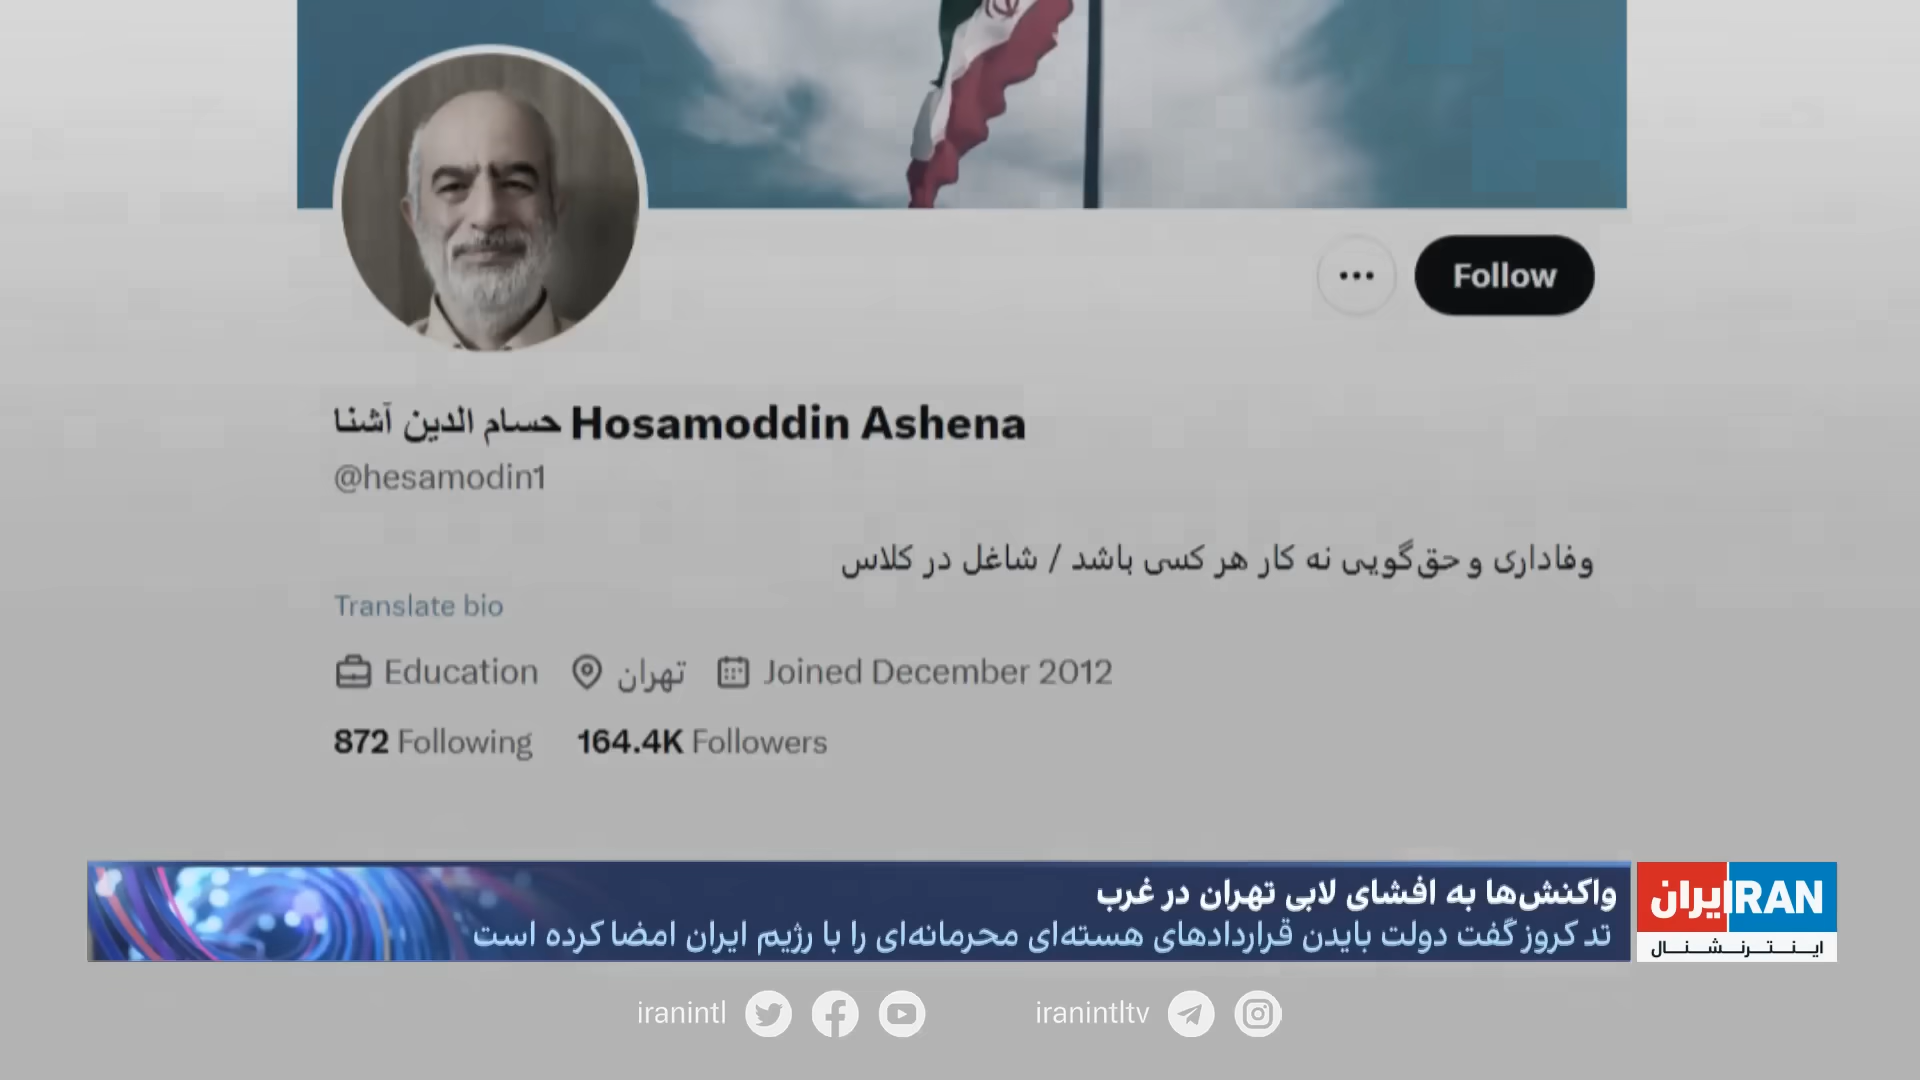 Follow
حسام الدین آشنا Hosamoddin Ashena
@hesamodin1
وفاداری و حق‌گویی نه کار هر کسی باشد / شاغل در کلاس
Translate bio
Education تهران Joined December 2012
872 Following 164.4K Followers
واکنش‌ها به افشای لابی تهران در غرب
تد کروز گفت دولت بایدن قراردادهای هسته‌ای محرمانه‌ای را با رژیم ایران امضا کرده است
ایران IRAN
اینترنشنال
iranintl iranintltv